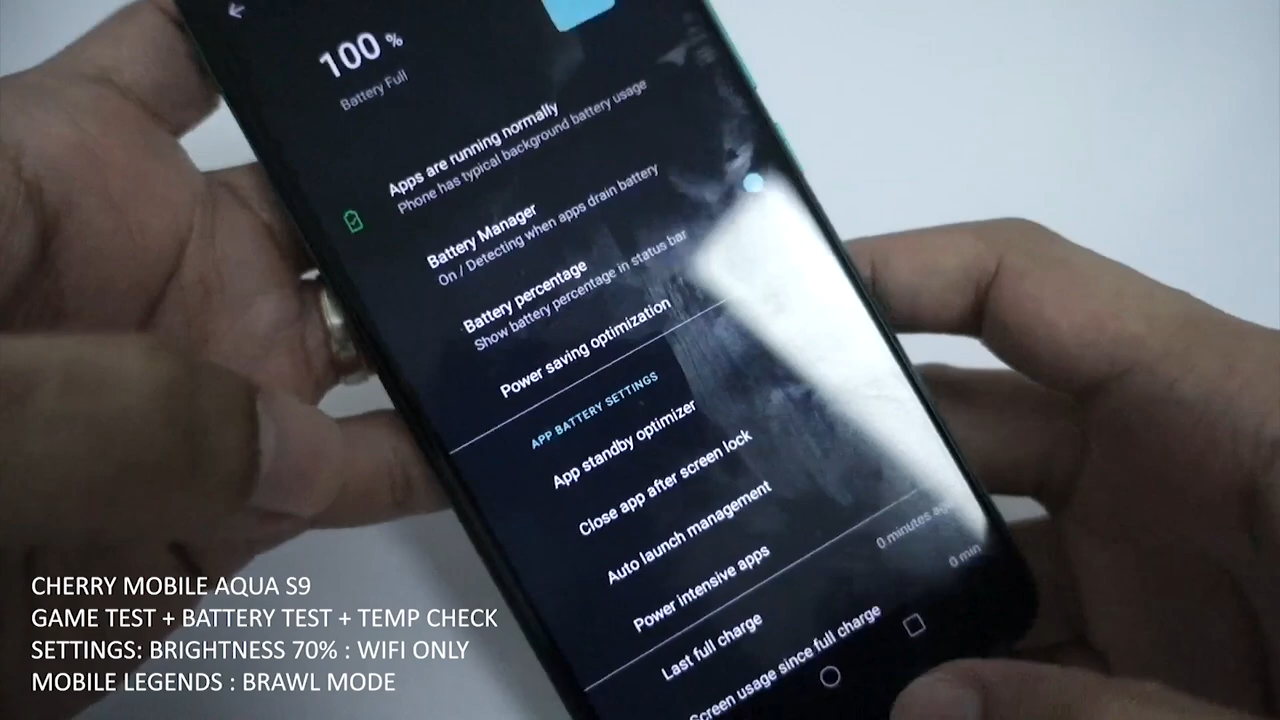 100 %
Battery Full
Apps are running normally
Phone has typical background battery usage
Battery Manager
On / Detecting when apps drain battery
Battery percentage
Show battery percentage in status bar
Power saving optimization
APP BATTERY SETTINGS
App standby optimizer
Close app after screen lock
Auto launch management
Power intensive apps
Last full charge
0 minutes
Screen usage since full charge
0 min
CHERRY MOBILE AQUA S9
GAME TEST + BATTERY TEST + TEMP CHECK
SETTINGS: BRIGHTNESS 70% : WIFI ONLY
MOBILE LEGENDS : BRAWL MODE